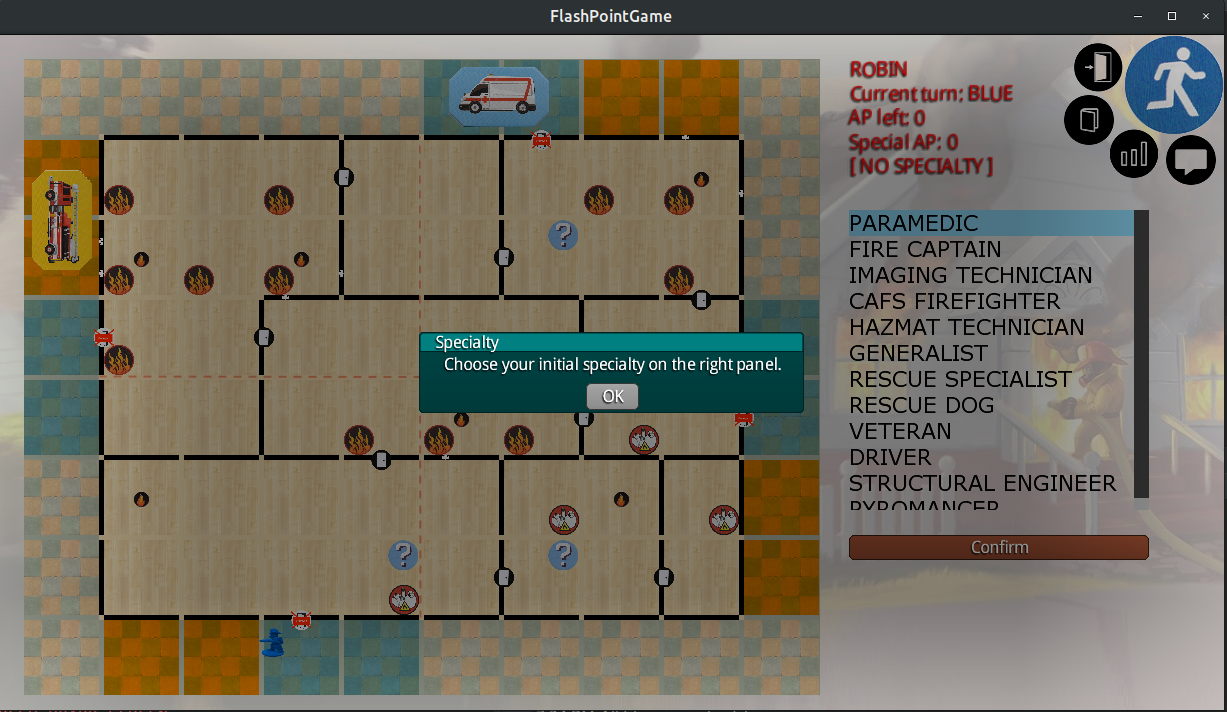 FlashPointGame
ROBIN
Current turn: BLUE
AP left: 0
Special AP: 0
[ NO SPECIALTY ]
PARAMEDIC
FIRE CAPTAIN
IMAGING TECHNICIAN
CAFS FIREFIGHTER
HAZMAT TECHNICIAN
GENERALIST
RESCUE SPECIALIST
RESCUE DOG
VETERAN
DRIVER
STRUCTURAL ENGINEER
PYROMANCER
Specialty
Choose your initial specialty on the right panel.
OK
Confirm
?
?
?